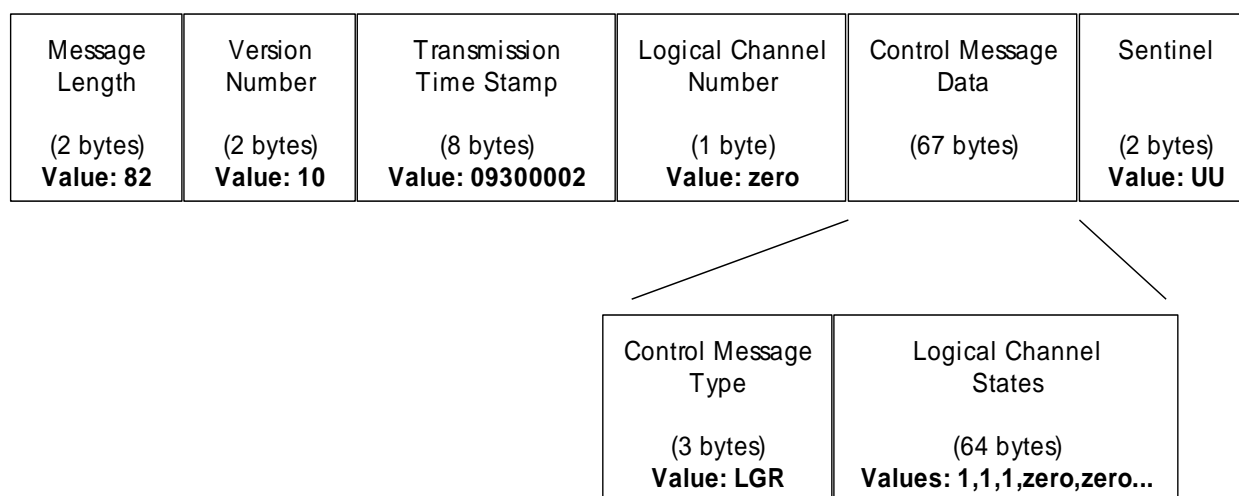 Message Length
(2 bytes)
Value: 82
Version Number
(2 bytes)
Value: 10
Transmission Time Stamp
(8 bytes)
Value: 09300002
Logical Channel Number
(1 byte)
Value: zero
Control Message Data
(67 bytes)
Sentinel
(2 bytes)
Value: UU
Control Message Type
(3 bytes)
Value: LGR
Logical Channel States
(64 bytes)
Values: 1,1,1,zero,zero...